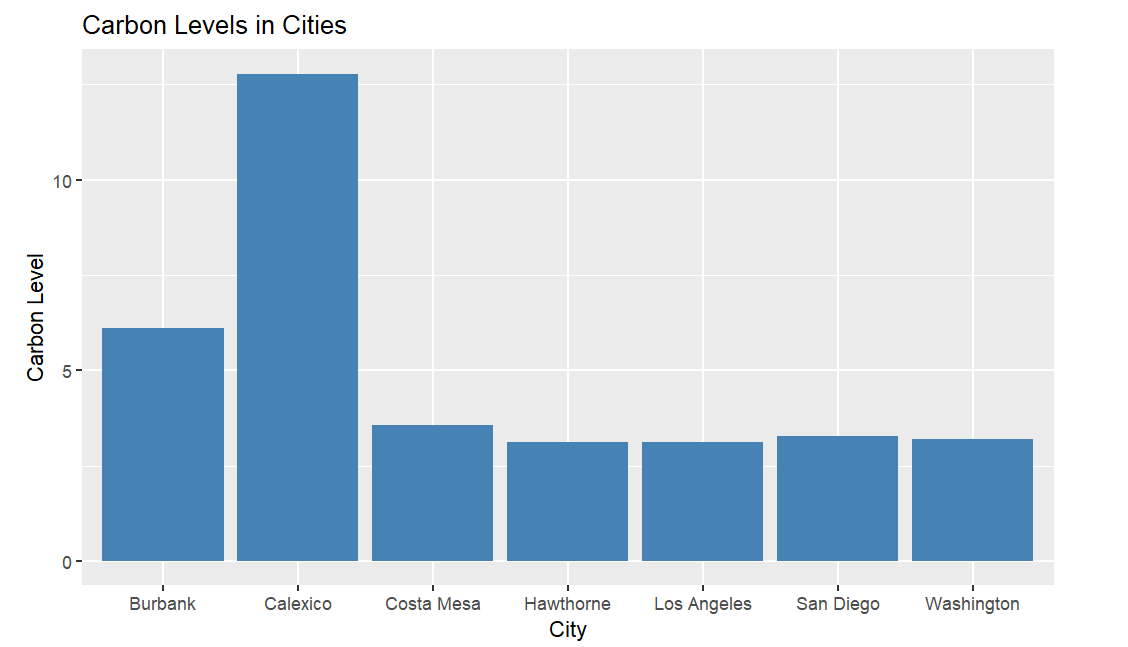 Carbon Levels in Cities
10
5
0
Carbon Level
Burbank Calexico Costa Mesa Hawthorne Los Angeles San Diego Washington
City